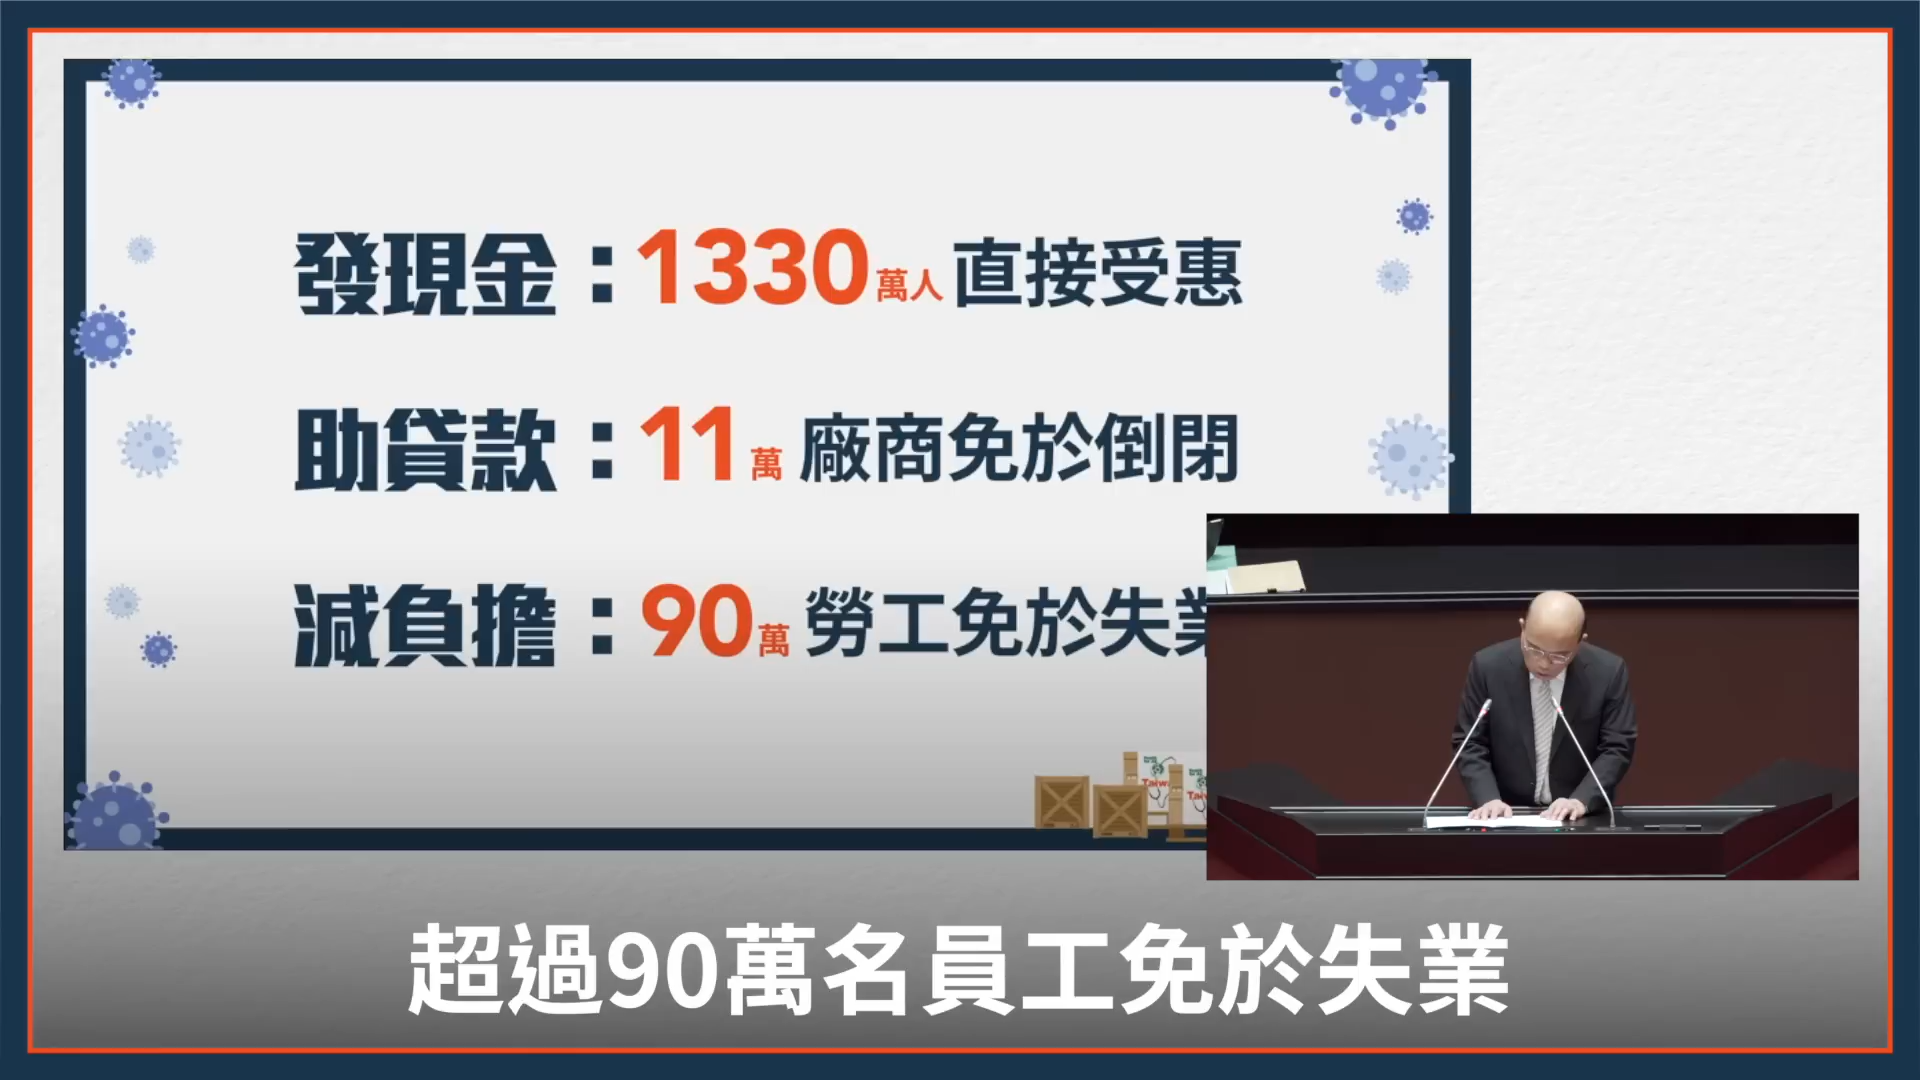 發現金：1330萬人直接受惠
助貸款：11萬 廠商免於倒閉
減負擔：90萬 勞工免於失業
Taiwan
超過90萬名員工免於失業